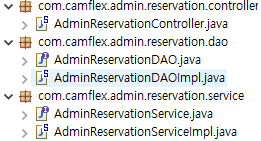 com.camflex.admin.reservation.controller
AdminReservationController.java
com.camflex.admin.reservation.dao
AdminReservationDAO.java
AdminReservationDAOImpl.java
com.camflex.admin.reservation.service
AdminReservationService.java
AdminReservationServiceImpl.java